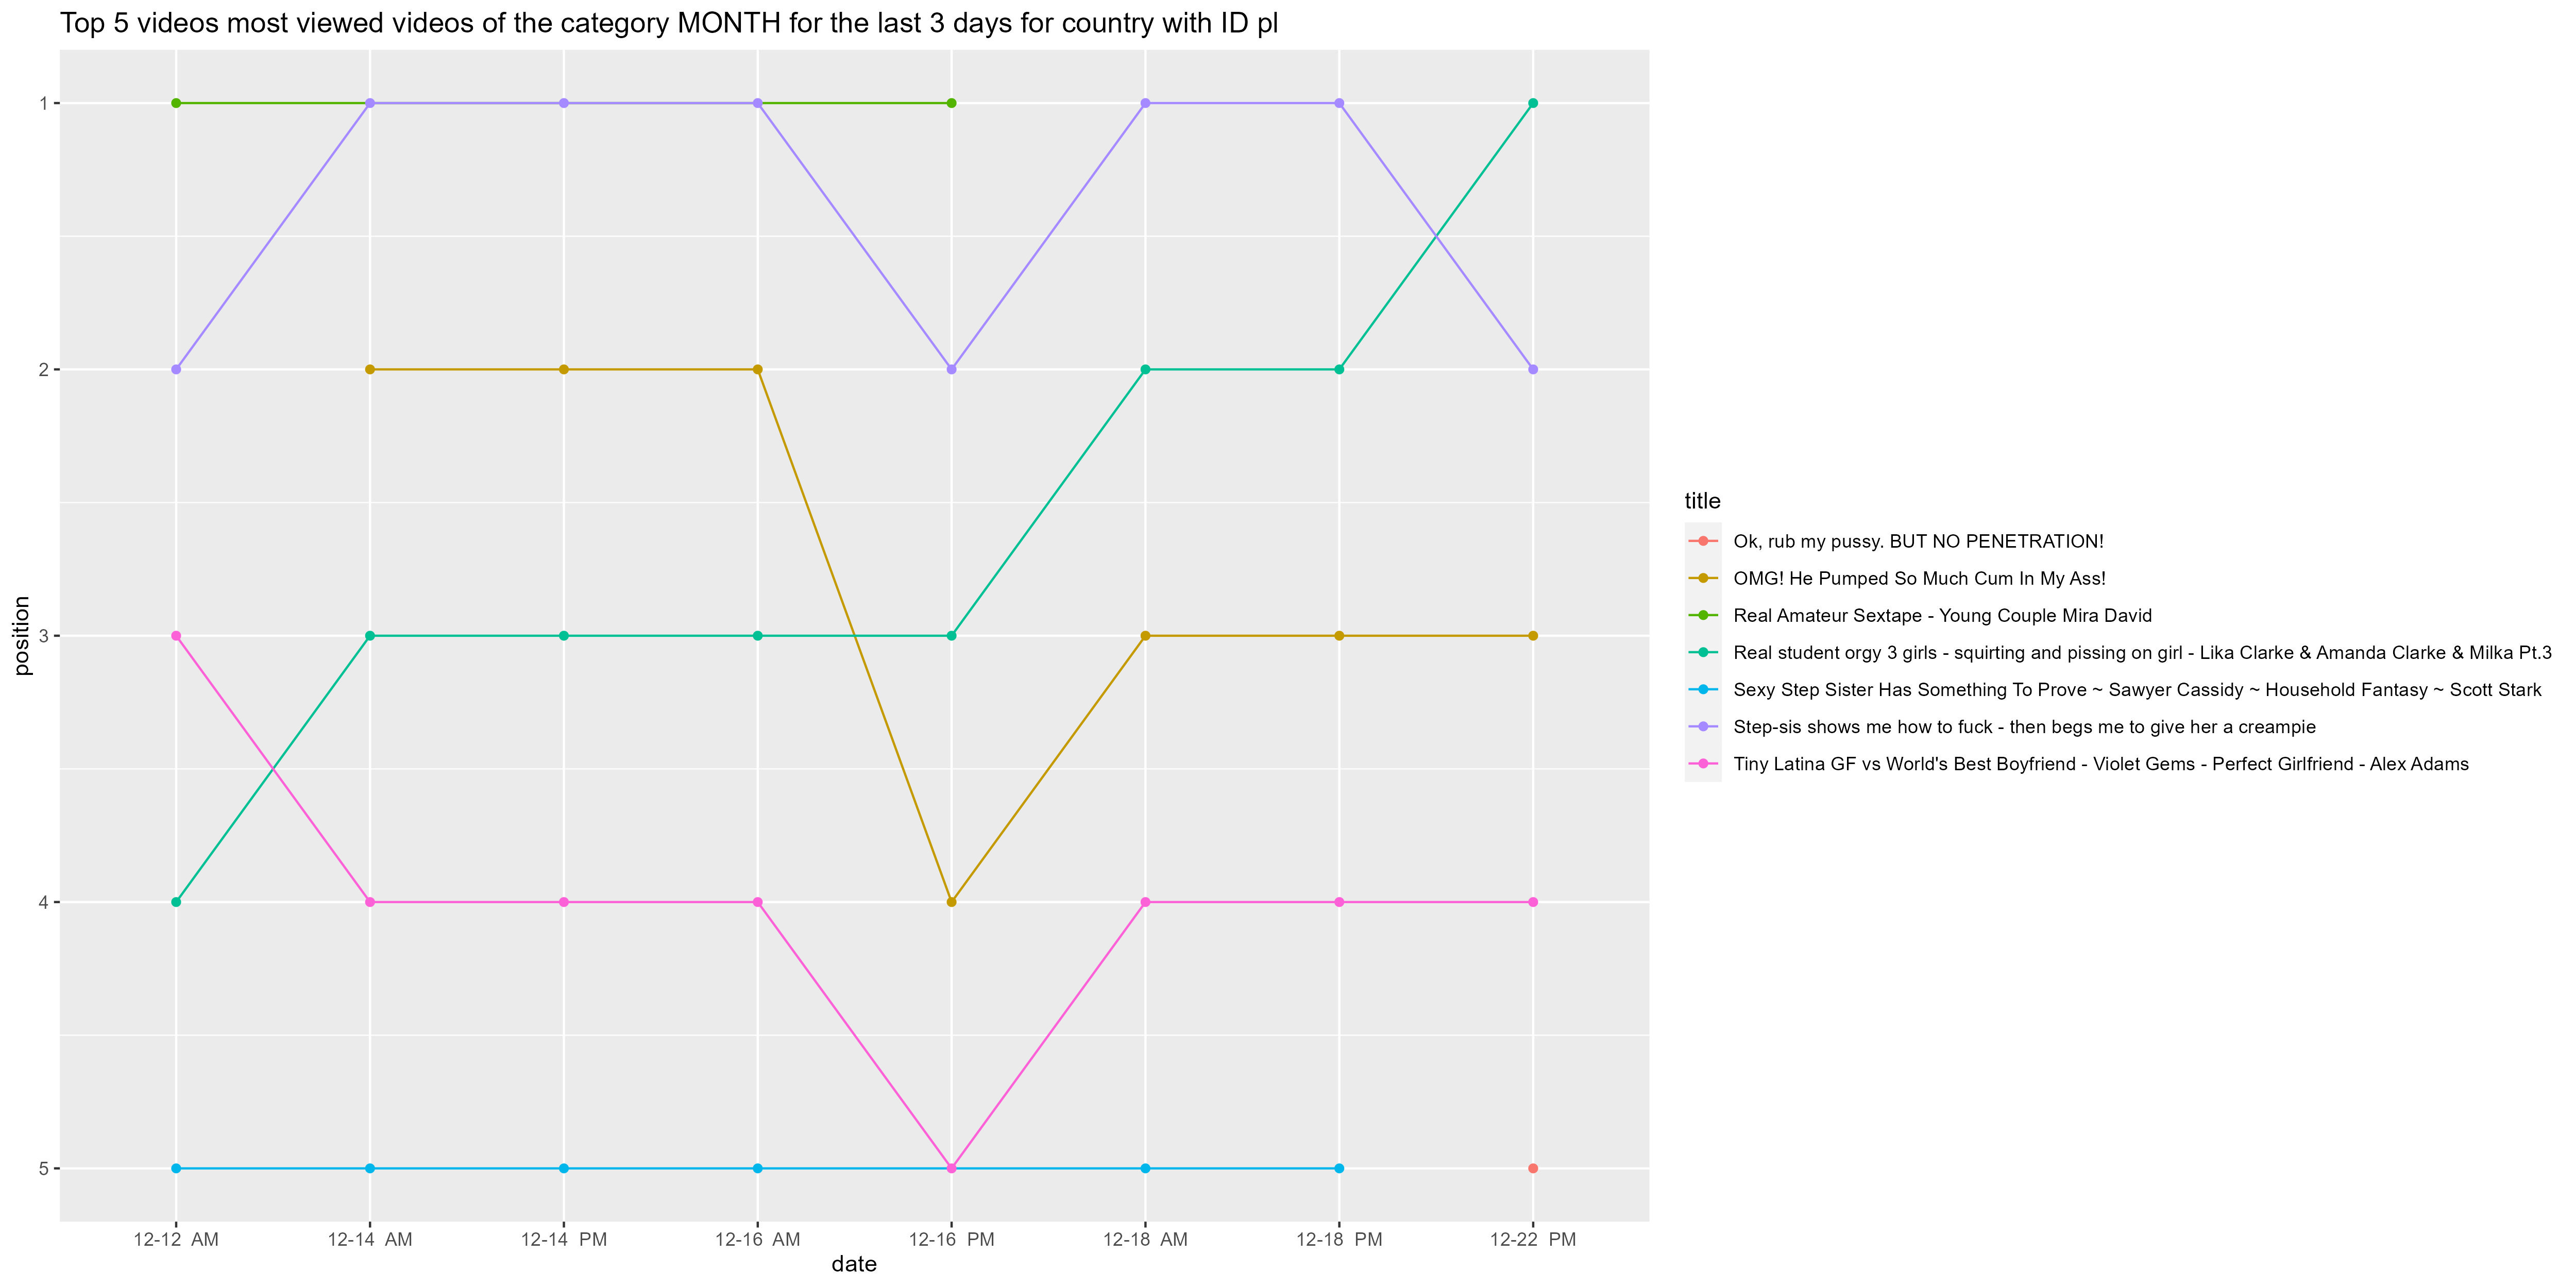 Top 5 videos most viewed videos of the category MONTH for the last 3 days for country with ID pl
1
2
3
4
5
position
12-12  AM
12-14  AM
12-14  PM
12-16  AM
12-16  PM
12-18  AM
12-18  PM
12-22  PM
date
title
Ok, rub my pussy. BUT NO PENETRATION!
OMG! He Pumped So Much Cum In My Ass!
Real Amateur Sextape - Young Couple Mira David
Real student orgy 3 girls - squirting and pissing on girl - Lika Clarke & Amanda Clarke & Milka Pt.3
Sexy Step Sister Has Something To Prove ~ Sawyer Cassidy ~ Household Fantasy ~ Scott Stark
Step-sis shows me how to fuck - then begs me to give her a creampie
Tiny Latina GF vs World's Best Boyfriend - Violet Gems - Perfect Girlfriend - Alex Adams